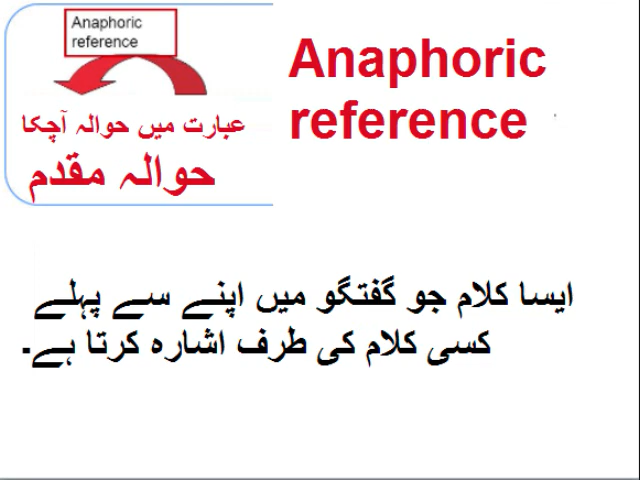 Anaphoric
reference
عبارت میں حوالہ آچکا
حوالہ مقدم
Anaphoric
reference
ایسا کلام جو گفتگو میں اپنے سے پہلے
کسی کلام کی طرف اشارہ کرتا ہے۔